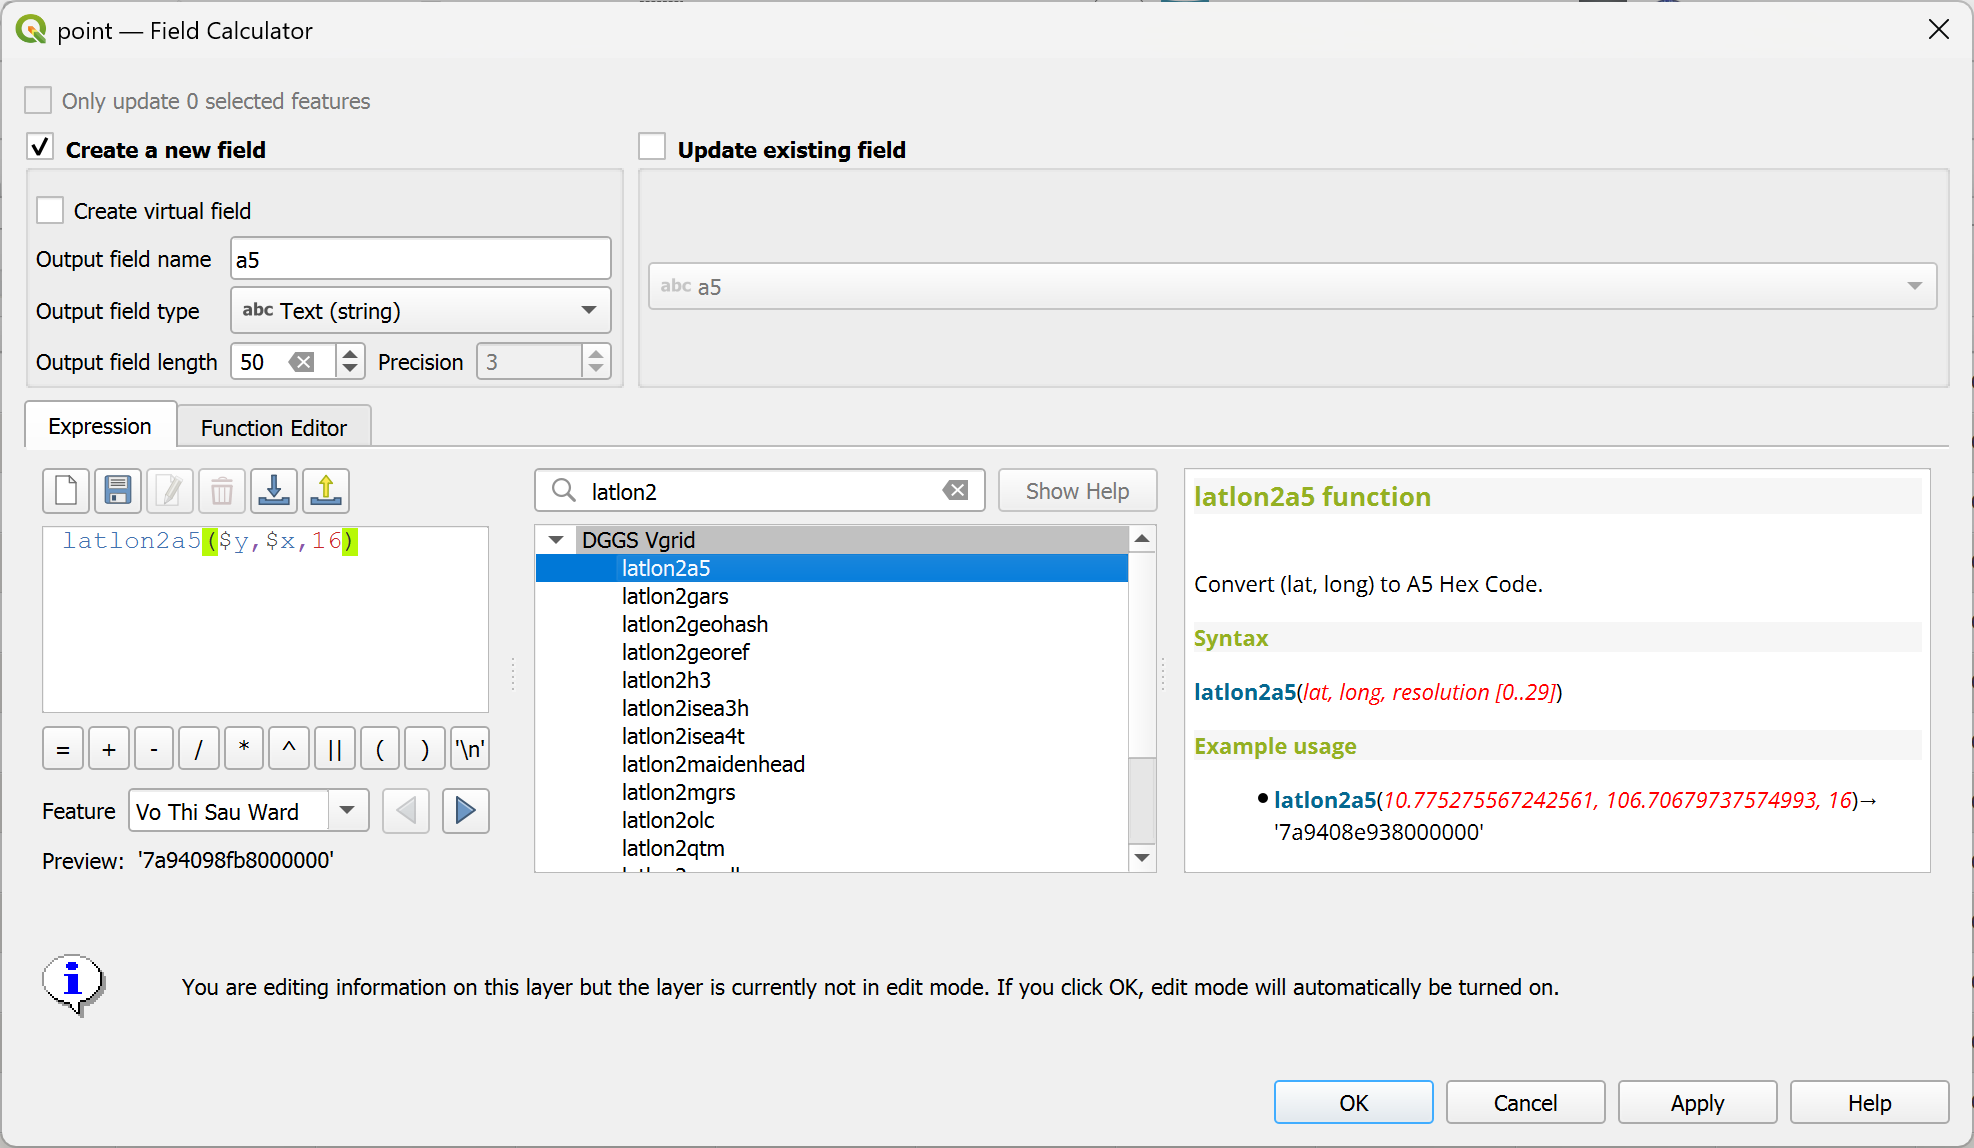 point — Field Calculator
Only update 0 selected features
Create a new field
Update existing field
Create virtual field
Output field name a5
abc a5
Output field type abc Text (string)
Output field length 50 Precision 3
Expression Function Editor
latlon2 Show Help
latlon2a5($y,$x,16)
= + - / * ^ || ( ) '\n'
Feature Vo Thi Sau Ward
Preview: '7a94098fb8000000'
DGGS Vgrid
latlon2a5
latlon2gars
latlon2geohash
latlon2georef
latlon2h3
latlon2isea3h
latlon2isea4t
latlon2maidenhead
latlon2mgrs
latlon2olc
latlon2qtm
latlon2a5 function
Convert (lat, long) to A5 Hex Code.
Syntax
latlon2a5(lat, long, resolution [0..29])
Example usage
● latlon2a5(10.775275567242561, 106.70679737574993, 16)→
'7a9408e938000000'
You are editing information on this layer but the layer is currently not in edit mode. If you click OK, edit mode will automatically be turned on.
OK Cancel Apply Help